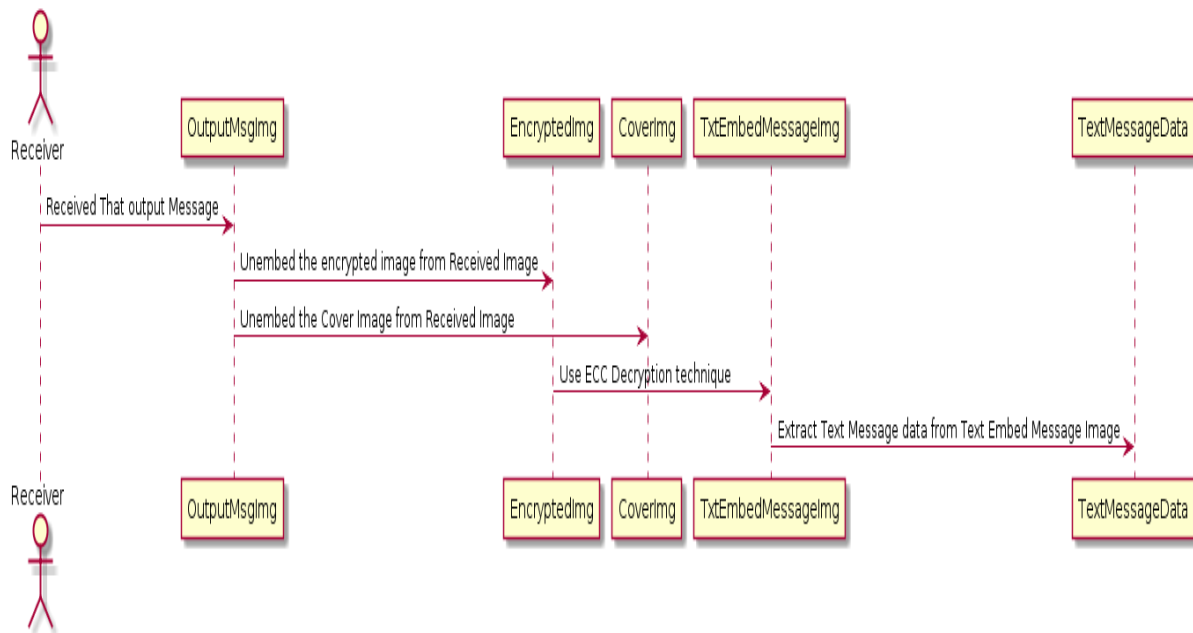 Receiver
OutputMsgImg
EncryptedImg
CoverImg
TxtEmbedMessageImg
TextMessageData
Received That output Message
Unembed the encrypted image from Received Image
Unembed the Cover Image from Received Image
Use ECC Decryption technique
Extract Text Message data from Text Embed Message Image
Receiver
OutputMsgImg
EncryptedImg
CoverImg
TxtEmbedMessageImg
TextMessageData